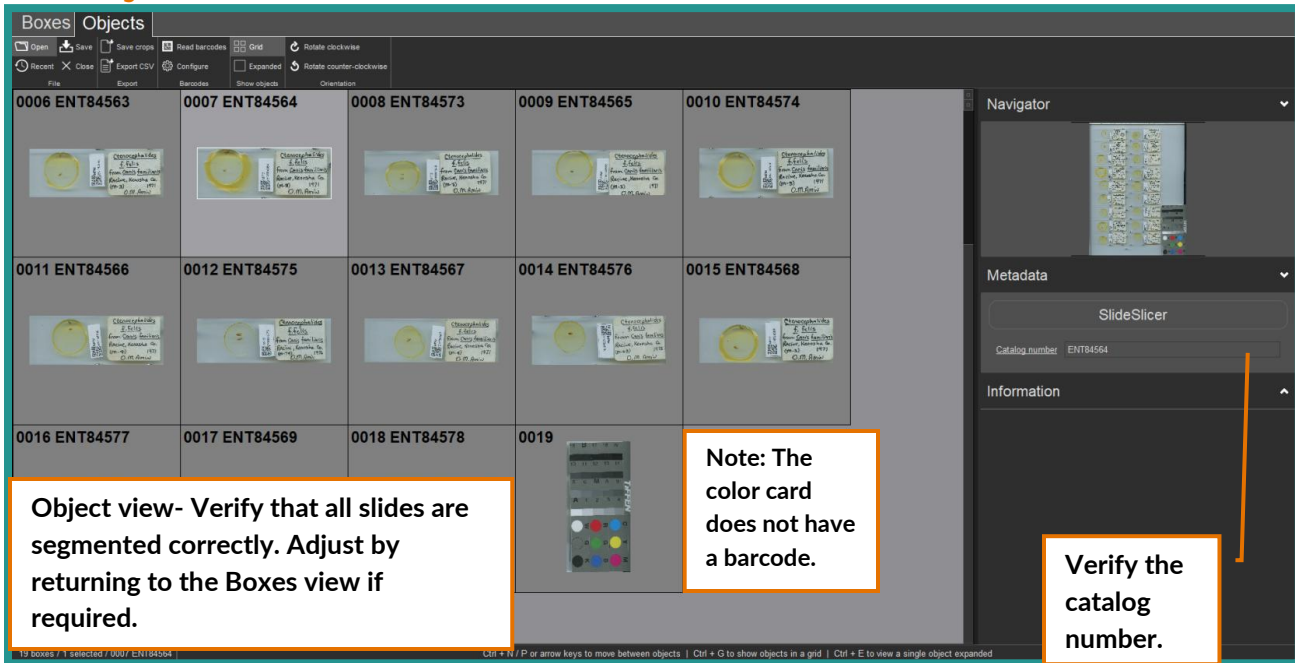 Boxes Objects
Open Save Save crops Read barcodes Grid Rotate clockwise
Recent Close Export CSV Configure Expanded Rotate counter-clockwise
File Export Barcodes Show objects Orientation
0006 ENT84563 0007 ENT84564 0008 ENT84573 0009 ENT84565 0010 ENT84574
Navigator
0011 ENT84566 0012 ENT84575 0013 ENT84567 0014 ENT84576 0015 ENT84568
Metadata
SlideSlicer
Catalog number ENT84564
Information
0016 ENT84577 0017 ENT84569 0018 ENT84578 0019
TIFFEN
Note: The
color card
does not have
a barcode.
Object view- Verify that all slides are
segmented correctly. Adjust by
returning to the Boxes view if
required.
Verify the
catalog
number.
19 boxes / 1 selected / 0007 ENT84564
Ctrl + N / P or arrow keys to move between objects | Ctrl + G to show objects in a grid | Ctrl + E to view a single object expanded